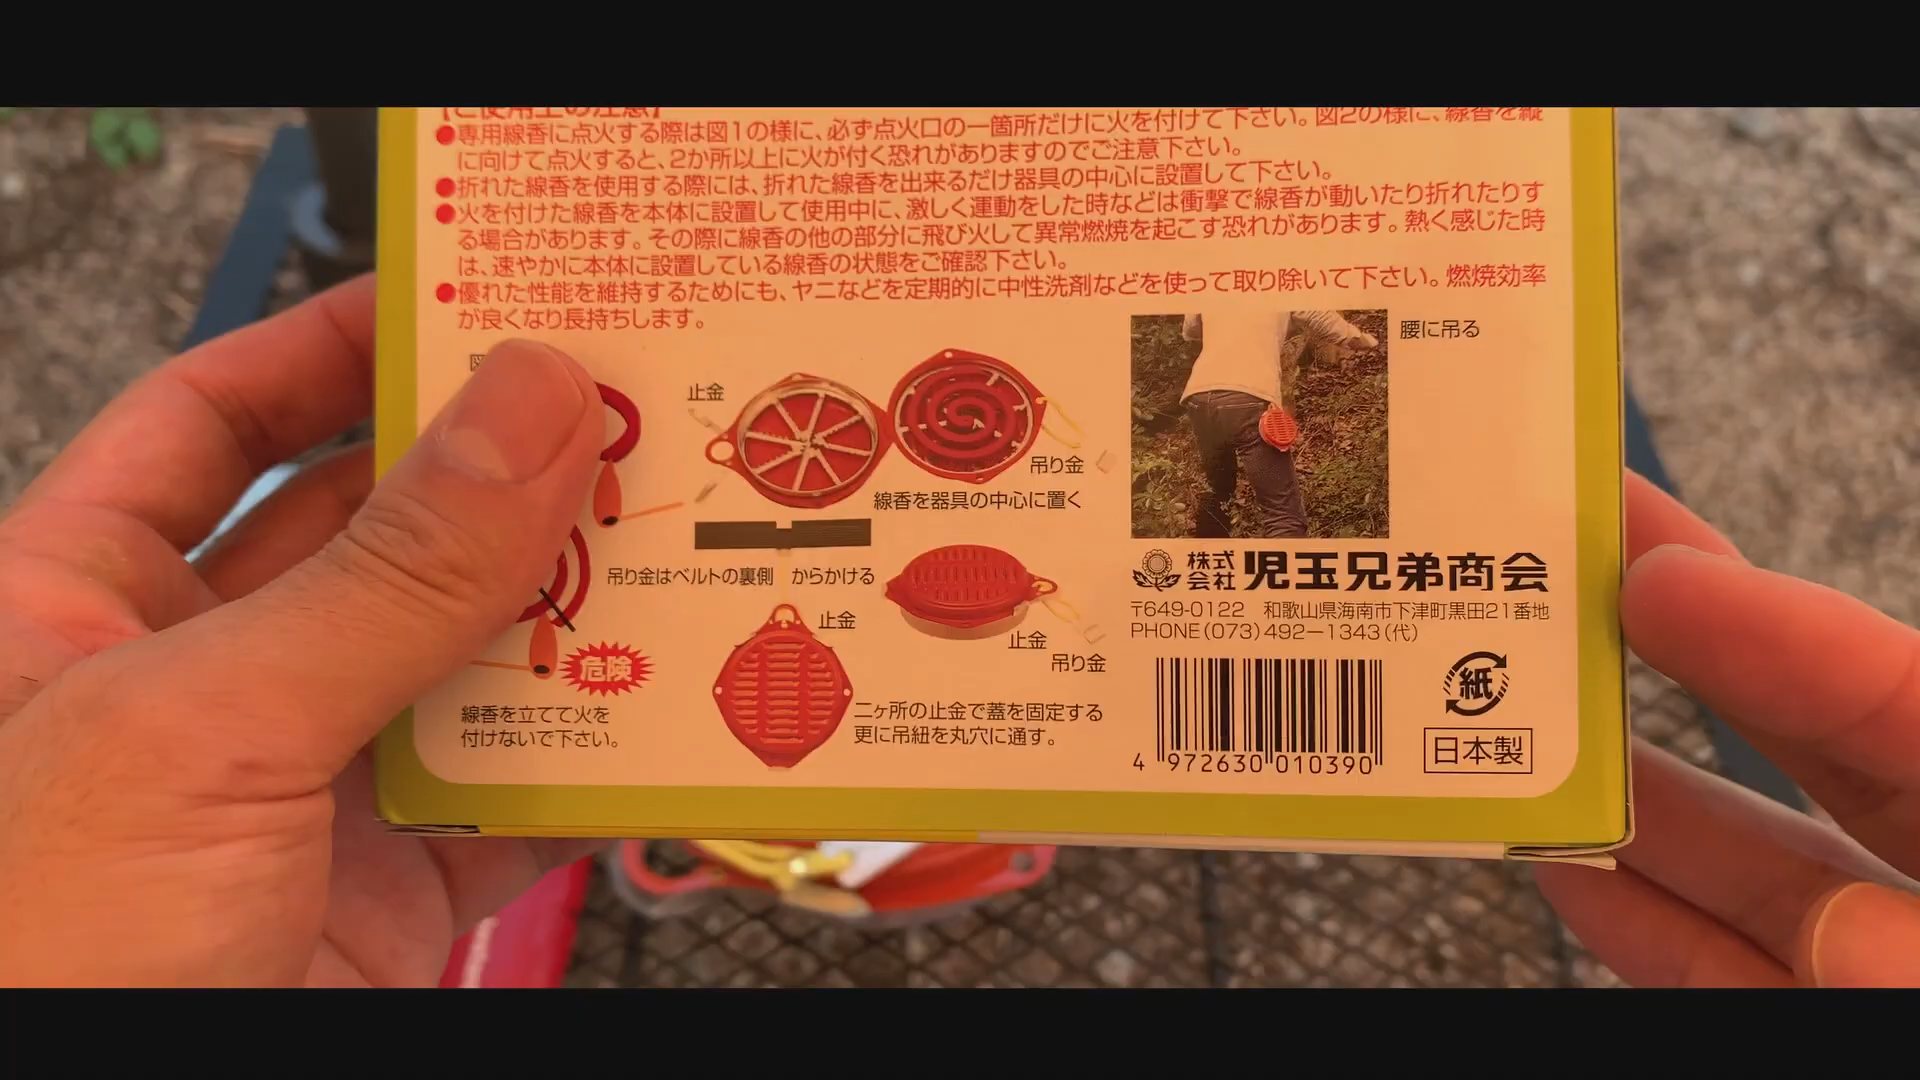 【ご使用上の注意】
●専用線香に点火する際は図1の様に、必ず点火口の一箇所だけに火を付けて下さい。図2の様に、線香を縦
に向けて点火すると、2か所以上に火が付く恐れがありますのでご注意下さい。
●折れた線香を使用する際には、折れた線香を出来るだけ器具の中心に設置して下さい。
●火を付けた線香を本体に設置して使用中に、激しく運動をした時などは衝撃で線香が動いたり折れたりす
る場合があります。その際に線香の他の部分に飛び火して異常燃焼を起こす恐れがあります。熱く感じた時
は、速やかに本体に設置している線香の状態をご確認下さい。
●優れた性能を維持するためにも、ヤニなどを定期的に中性洗剤などを使って取り除いて下さい。燃焼効率
が良くなり長持ちします。
腰に吊る
止金
吊り金
線香を器具の中心に置く
吊り金はベルトの裏側 からかける
止金
止金
吊り金
危険
線香を立てて火を
付けないで下さい。
二ヶ所の止金で蓋を固定する
更に吊紐を丸穴に通す。
株式会社 児玉兄弟商会
〒649-0122 和歌山県海南市下津町黒田21番地
PHONE(073)492-1343(代)
4 972630 010390
紙
日本製